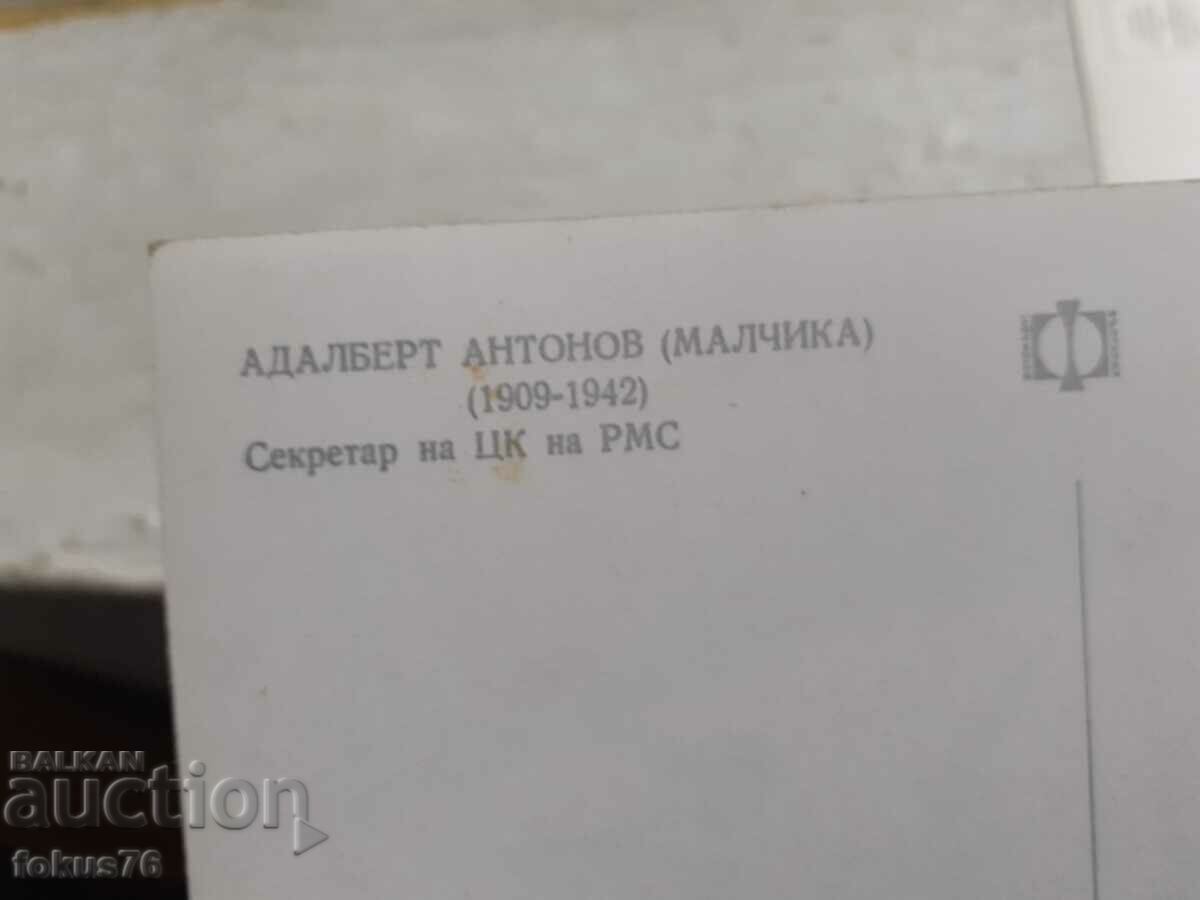 АДАЛБЕРТ АНТОНОВ (МАЛЧИКА)
(1909-1942)
Секретар на ЦК на РМС
BALKAN
auction
fokus76